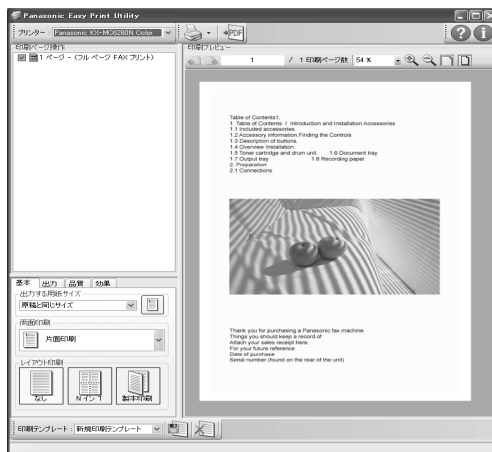 Panasonic Easy Print Utility
プリンター: Panasonic KX-MC6280N Color
+PDF
印刷ページ操作
1 ページ - (フル ページ FAX プリント)
印刷プレビュー
1 / 1 印刷ページ数 54 %
Table of Contents1.
1. Table of Contents / Introduction and Installation Accessories
1.1 Included accessories.
1.2 Accessory information.Finding the Controls
1.3 Description of buttons.
1.4 Overview Installation
1.5 Toner cartridge and drum unit 1.6 Document tray
1.7 Output tray 1.8 Recording paper
2. Preparation
2.1 Connections
Thank you for purchasing a Panasonic fax machine.
Things you should keep a record of
Attach your sales receipt here.
For your future reference
Date of purchase
Serial number (found on the rear of the unit)
基本 出力 品質 効果
出力する用紙サイズ
原稿と同じサイズ
両面印刷
片面印刷
レイアウト印刷
なし N イン 1 製本印刷
印刷テンプレート: 新規印刷テンプレート